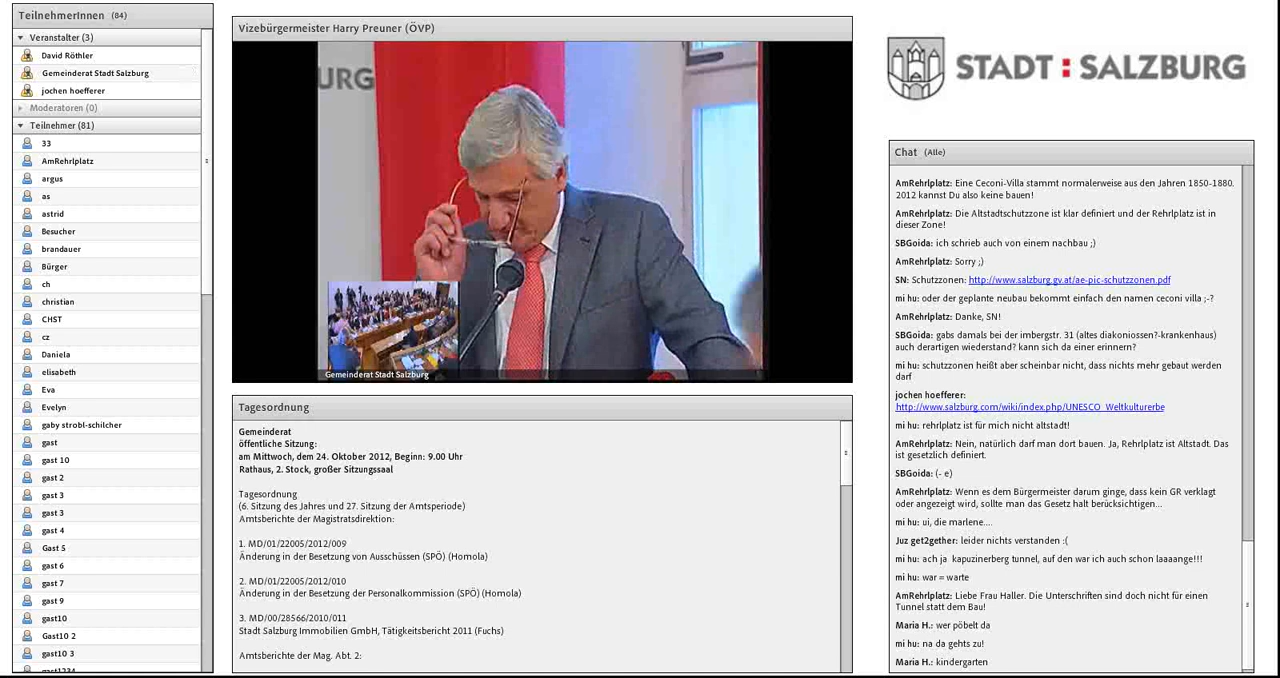 TeilnehmerInnen (84)
Veranstalter (3)
David Röthler
Gemeinderat Stadt Salzburg
jochen hoefferer
Moderatoren (0)
Teilnehmer (81)
33
AmRehrlplatz
argus
as
astrid
Besucher
brandauer
Bürger
ch
christian
CHST
cz
Daniela
elisabeth
Eva
Evelyn
gaby strobl-schilcher
gast
gast 10
gast 2
gast 3
gast 3
gast 4
Gast 5
gast 6
gast 7
gast 9
gast10
Gast10 2
gast10 3
gast1234
Vizebürgermeister Harry Preuner (ÖVP)
URG
Gemeinderat Stadt Salzburg
Tagesordnung
Gemeinderat
öffentliche Sitzung:
am Mittwoch, dem 24. Oktober 2012, Beginn: 9.00 Uhr
Rathaus, 2. Stock, großer Sitzungssaal
Tagesordnung
(6. Sitzung des Jahres und 27. Sitzung der Amtsperiode)
Amtsberichte der Magistratsdirektion:
1. MD/01/22005/2012/009
Änderung in der Besetzung von Ausschüssen (SPÖ) (Homola)
2. MD/01/22005/2012/010
Änderung in der Besetzung der Personalkommission (SPÖ) (Homola)
3. MD/00/28566/2010/011
Stadt Salzburg Immobilien GmbH, Tätigkeitsbericht 2011 (Fuchs)
Amtsberichte der Mag. Abt. 2:
STADT : SALZBURG
Chat (Alle)
AmRehrlplatz: Eine Ceconi-Villa stammt normalerweise aus den Jahren 1850-1880.
2012 kannst Du also keine bauen!
AmRehrlplatz: Die Altstadtschutzzone ist klar definiert und der Rehrlplatz ist in
dieser Zone!
SBGoida: ich schrieb auch von einem nachbau ;)
AmRehrlplatz: Sorry ;)
SN: Schutzzonen: http://www.salzburg.gv.at/ae-pic-schutzzonen.pdf
mi hu: oder der geplante neubau bekommt einfach den namen ceconi villa ;-?
AmRehrlplatz: Danke, SN!
SBGoida: gabs damals bei der imbergstr. 31 (altes diakoniossen?-krankenhaus)
auch derartigen wiederstand? kann sich da einer erinnern?
mi hu: schutzzonen heißt aber scheinbar nicht, dass nichts mehr gebaut werden
darf
jochen hoefferer:
http://www.salzburg.com/wiki/index.php/UNESCO_Weltkulturerbe
mi hu: rehrlplatz ist für mich nicht altstadt!
AmRehrlplatz: Nein, natürlich darf man dort bauen. Ja, Rehrlplatz ist Altstadt. Das
ist gesetzlich definiert.
SBGoida: (- e)
AmRehrlplatz: Wenn es dem Bürgermeister darum ginge, dass kein GR verklagt
oder angezeigt wird, sollte man das Gesetz halt berücksichtigen...
mi hu: ui, die marlene....
Juz get2gether: leider nichts verstanden :(
mi hu: ach ja kapuzinerberg tunnel, auf den war ich auch schon laaaange!!!
mi hu: war = warte
AmRehrlplatz: Liebe Frau Haller. Die Unterschriften sind doch nicht für einen
Tunnel statt dem Bau!
Maria H.: wer pöbelt da
mi hu: na da gehts zu!
Maria H.: kindergarten